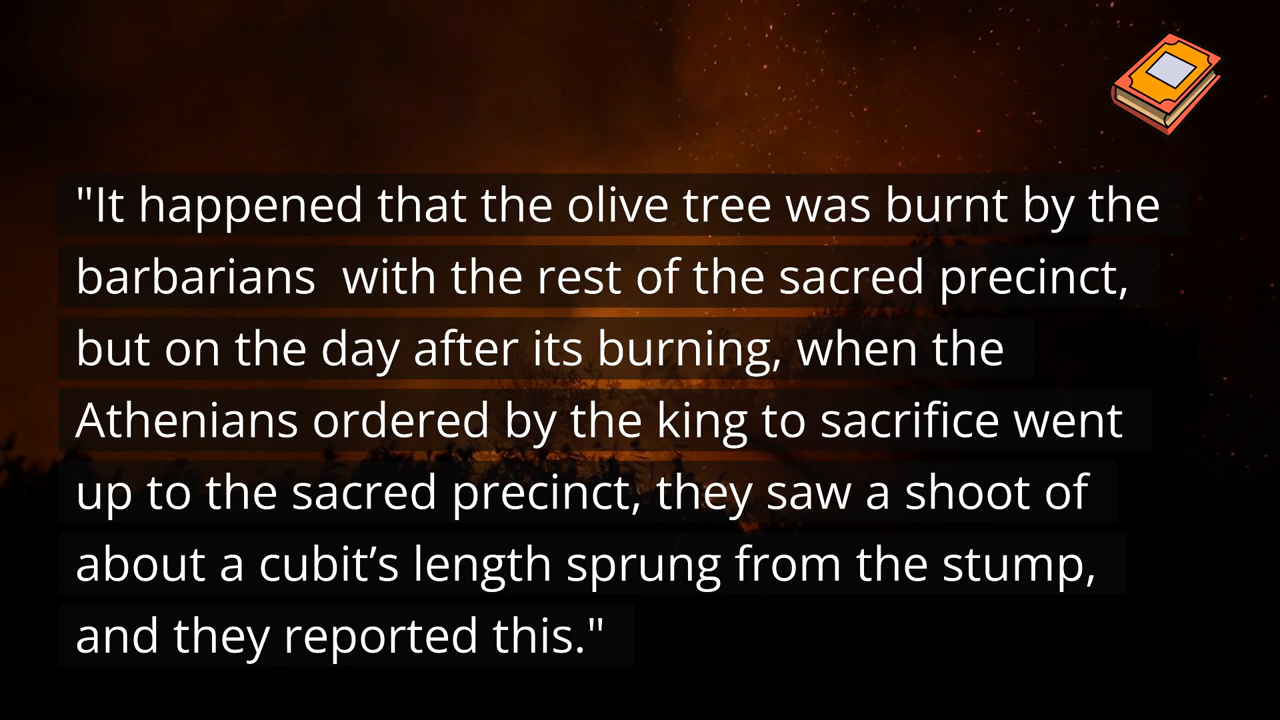 "It happened that the olive tree was burnt by the
barbarians  with the rest of the sacred precinct,
but on the day after its burning, when the
Athenians ordered by the king to sacrifice went
up to the sacred precinct, they saw a shoot of
about a cubit’s length sprung from the stump,
and they reported this."